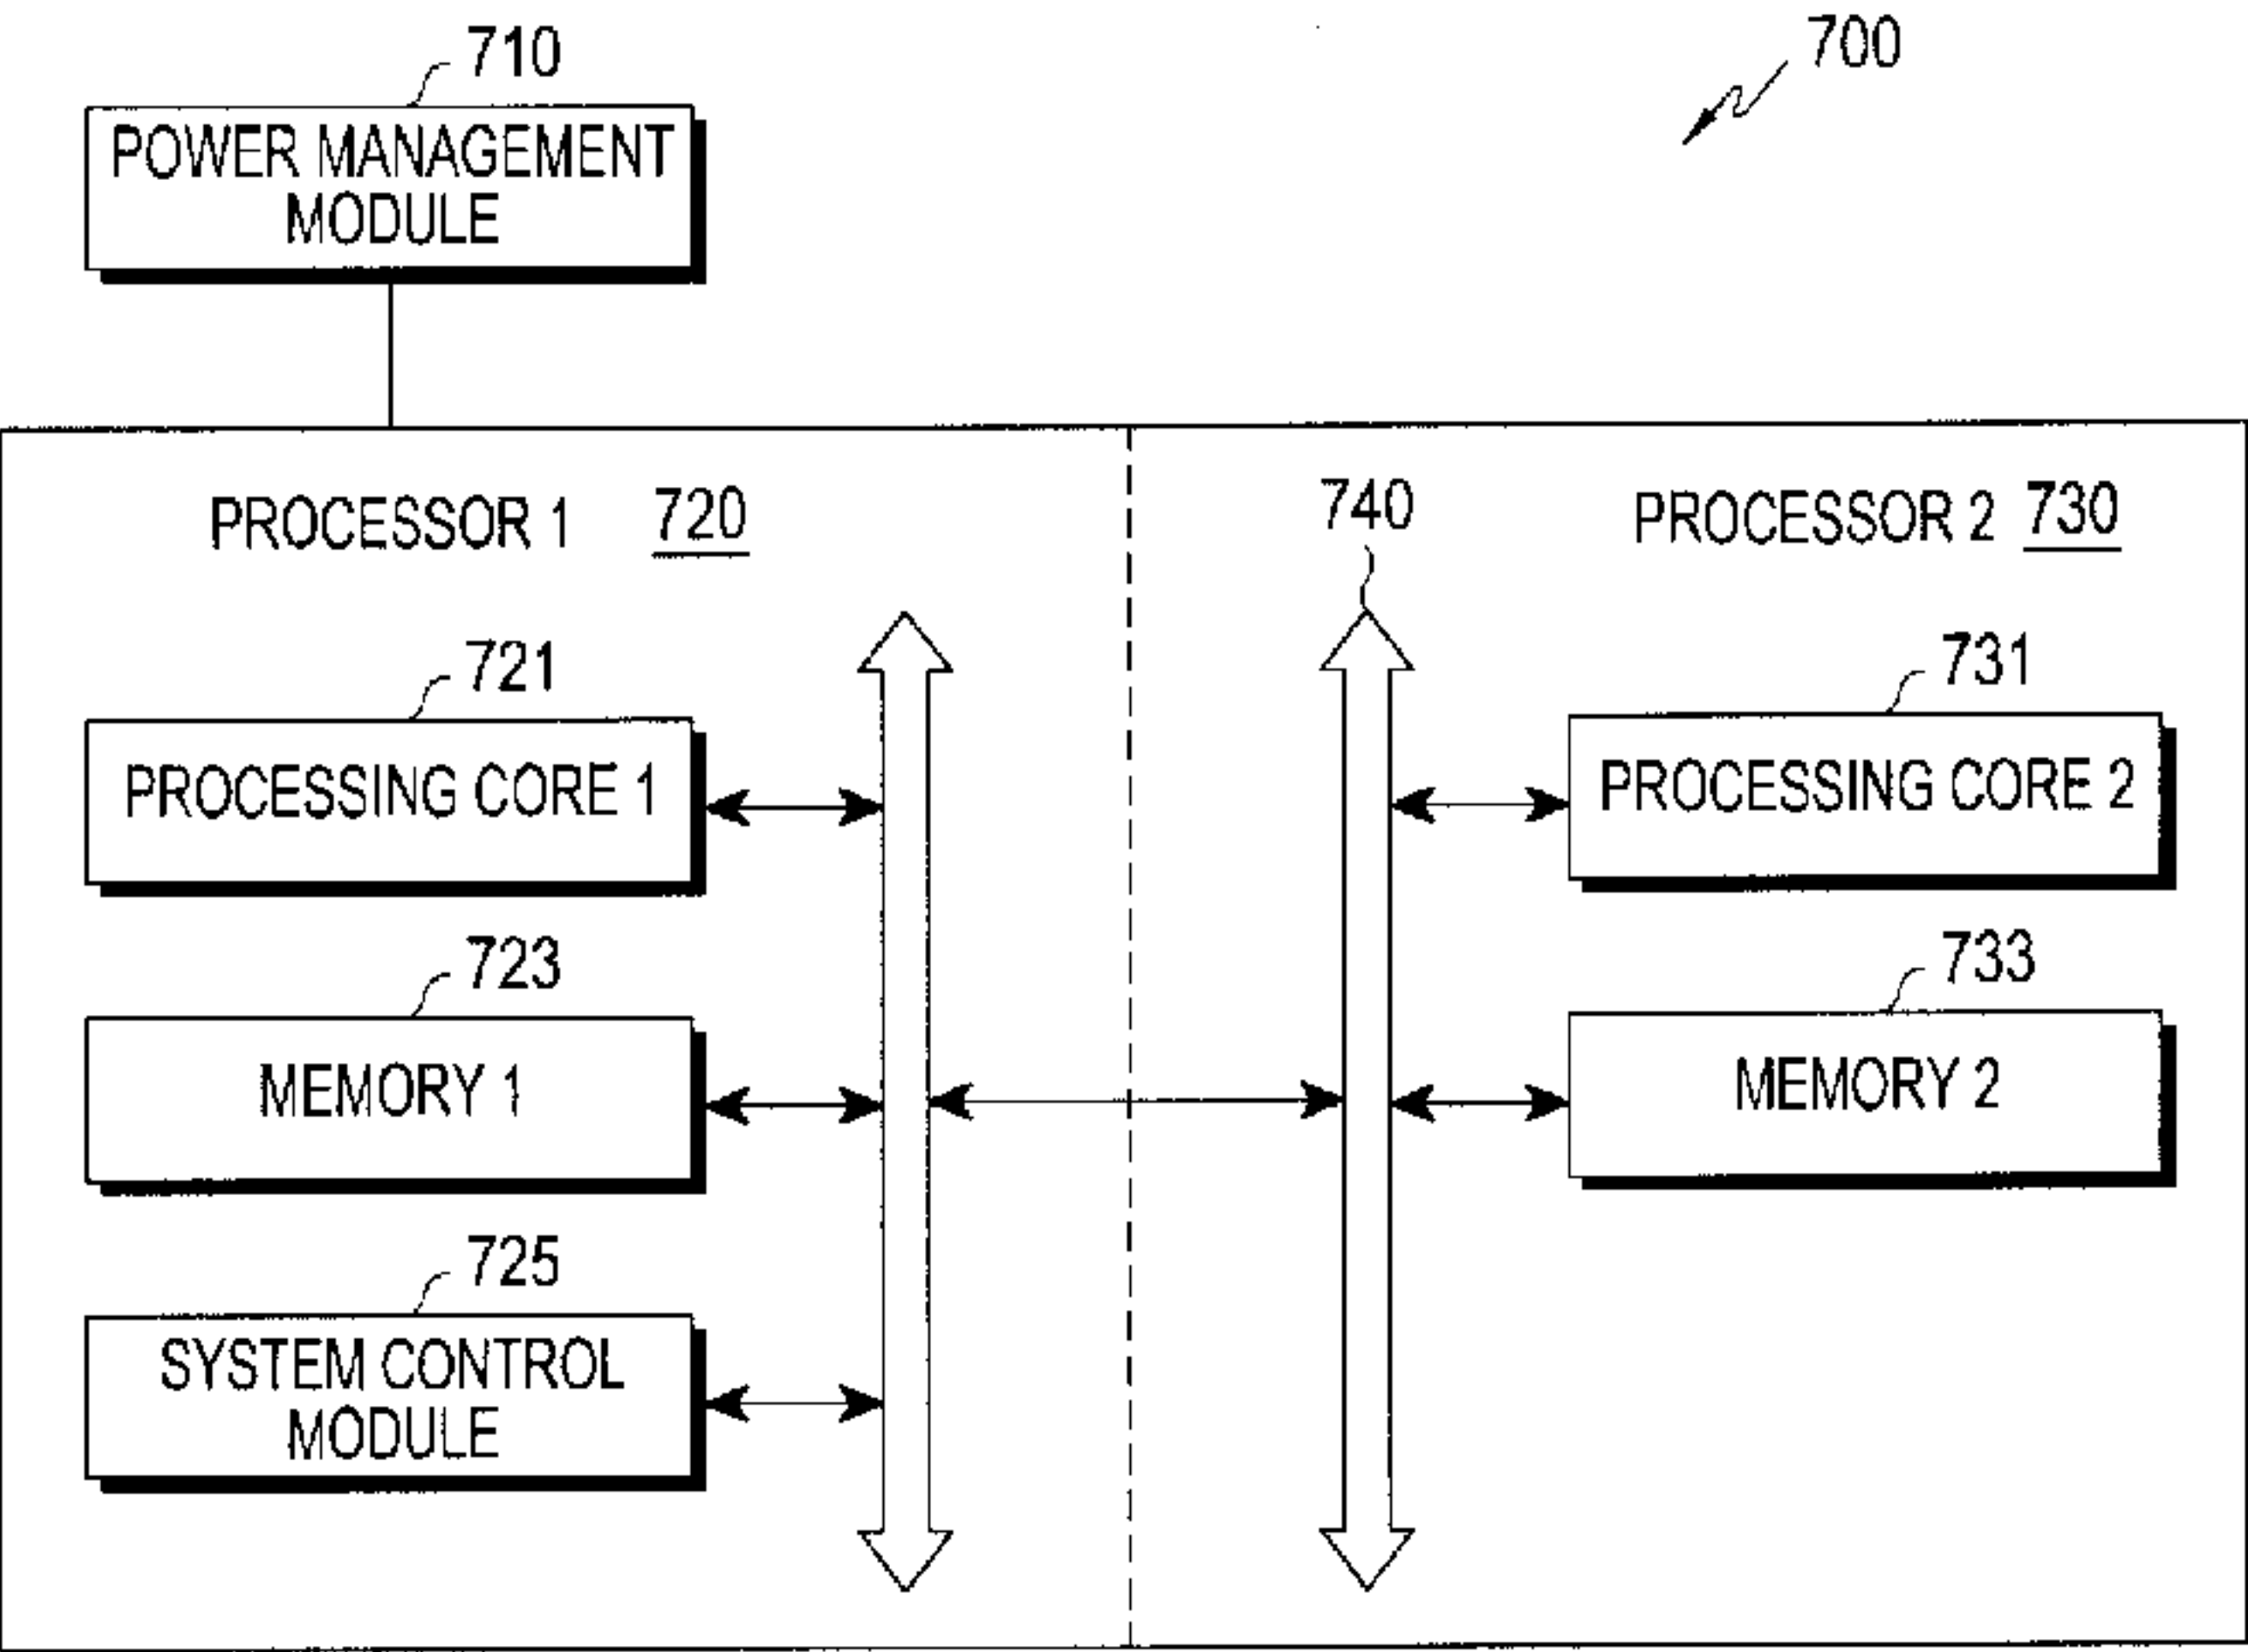 710
700
POWER MANAGEMENT
MODULE
PROCESSOR 1 720
740
PROCESSOR 2 730
721
731
PROCESSING CORE 1
PROCESSING CORE 2
723
733
MEMORY 1
MEMORY 2
725
SYSTEM CONTROL
MODULE